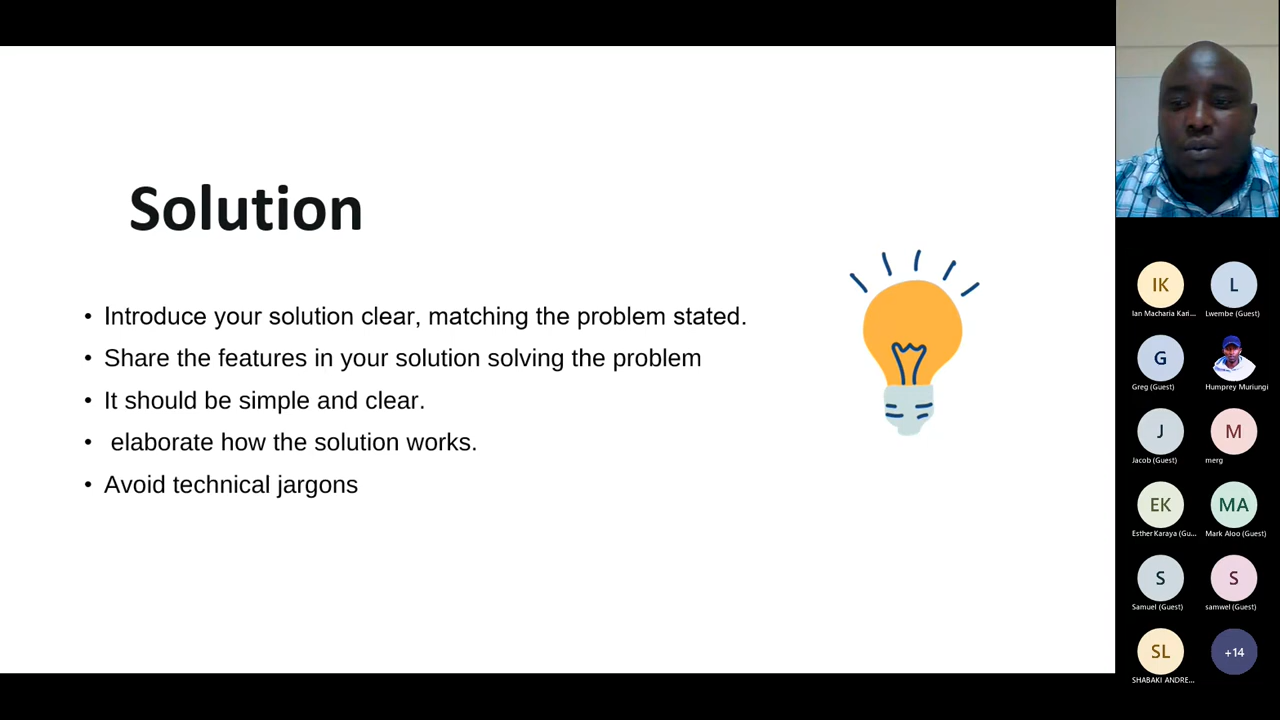 Solution
• Introduce your solution clear, matching the problem stated.
• Share the features in your solution solving the problem
• It should be simple and clear.
• elaborate how the solution works.
• Avoid technical jargons
IK
L
Ian Macharia Kari...
Lwembe (Guest)
G
Greg (Guest)
Humprey Muriungi
J
M
Jacob (Guest)
merg
EK
MA
Esther Karaya (Gu...
Mark Aloo (Guest)
S
S
Samuel (Guest)
samwel (Guest)
SL
+14
SHABAKI ANDRE...